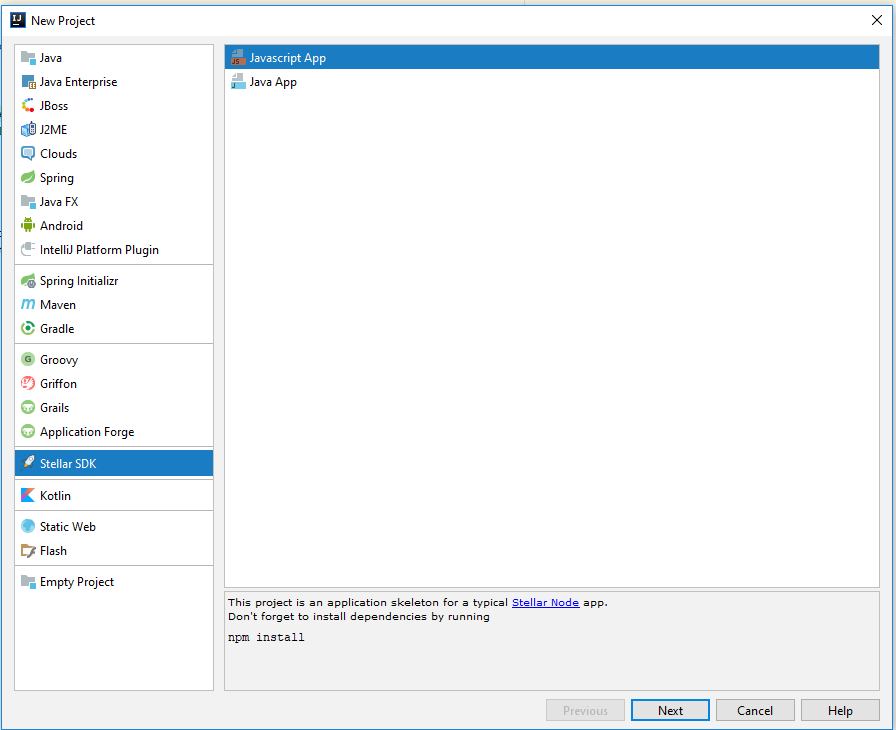 New Project
Java
Java Enterprise
JBoss
J2ME
Clouds
Spring
Java FX
Android
IntelliJ Platform Plugin
Spring Initializr
Maven
Gradle
Groovy
Griffon
Grails
Application Forge
Stellar SDK
Kotlin
Static Web
Flash
Empty Project
Javascript App
Java App
This project is an application skeleton for a typical Stellar Node app.
Don't forget to install dependencies by running
npm install
Previous
Next
Cancel
Help